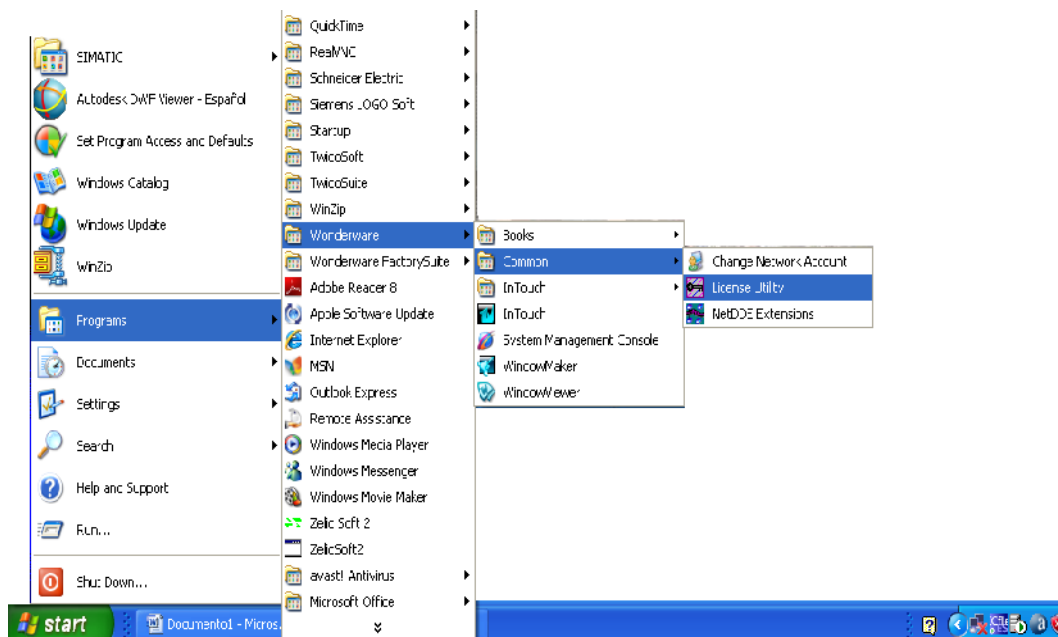 SIMATIC
Autodesk DWF Viewer - Español
Set Program Access and Defaults
Windows Catalog
Windows Update
WinZip
Programs
Documents
Settings
Search
Help and Support
Run...
Shut Down...
QuickTime
RealVNC
Schneider Electric
Siemens LOGO Soft
Startup
TwicoSoft
TwicoSuite
WinZip
Wonderware
Wonderware FactorySuite
Adobe Reader 8
Apple Software Update
Internet Explorer
MSN
Outlook Express
Remote Assistance
Windows Media Player
Windows Messenger
Windows Movie Maker
Zelio Soft 2
ZelioSoft2
avast! Antivirus
Microsoft Office
Books
Common
InTouch
InTouch
System Management Console
WindowMaker
WindowViewer
Change Network Account
License Utility
NetDDE Extensions
start
Documento1 - Micros.